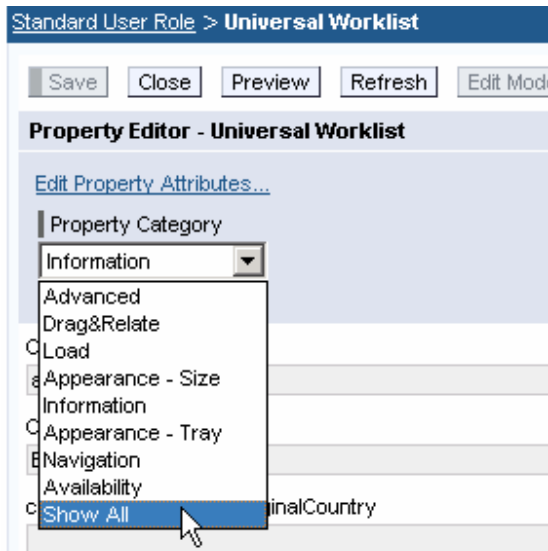 Standard User Role > Universal Worklist
Save Close Preview Refresh Edit Mod
Property Editor - Universal Worklist
Edit Property Attributes...
Property Category
Information
Advanced
Drag&Relate
Load
Appearance - Size
Information
Appearance - Tray
Navigation
Availability
Show All
ginalCountry